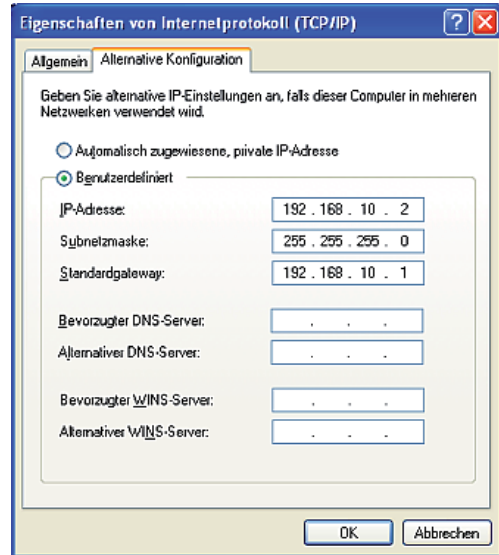 Eigenschaften von Internetprotokoll (TCP/IP)
Allgemein Alternative Konfiguration
Geben Sie alternative IP-Einstellungen an, falls dieser Computer in mehreren
Netzwerken verwendet wird.
Automatisch zugewiesene, private IP-Adresse
Benutzerdefiniert
IP-Adresse: 192 . 168 . 10 . 2
Subnetzmaske: 255 . 255 . 255 . 0
Standardgateway: 192 . 168 . 10 . 1
Bevorzugter DNS-Server: . . .
Alternativer DNS-Server: . . .
Bevorzugter WINS-Server: . . .
Alternativer WINS-Server: . . .
OK Abbrechen